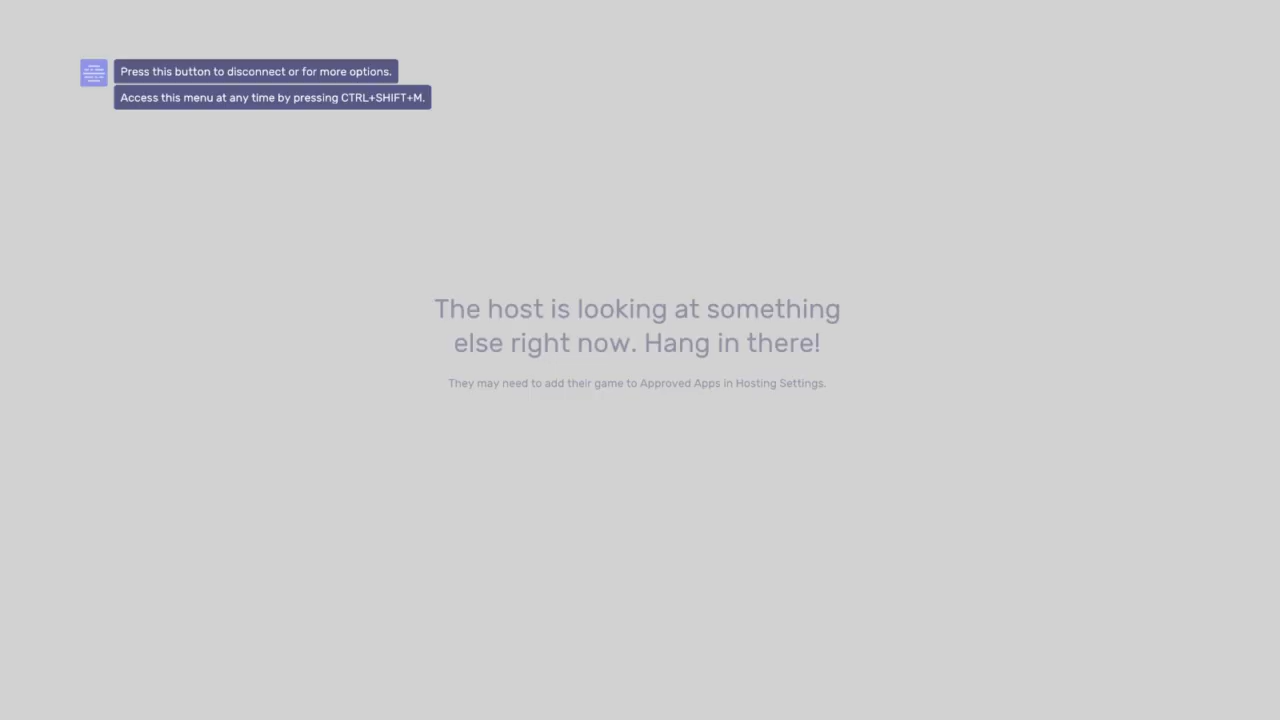 Press this button to disconnect or for more options.
Access this menu at any time by pressing CTRL+SHIFT+M.
The host is looking at something
else right now. Hang in there!
They may need to add their game to Approved Apps in Hosting Settings.